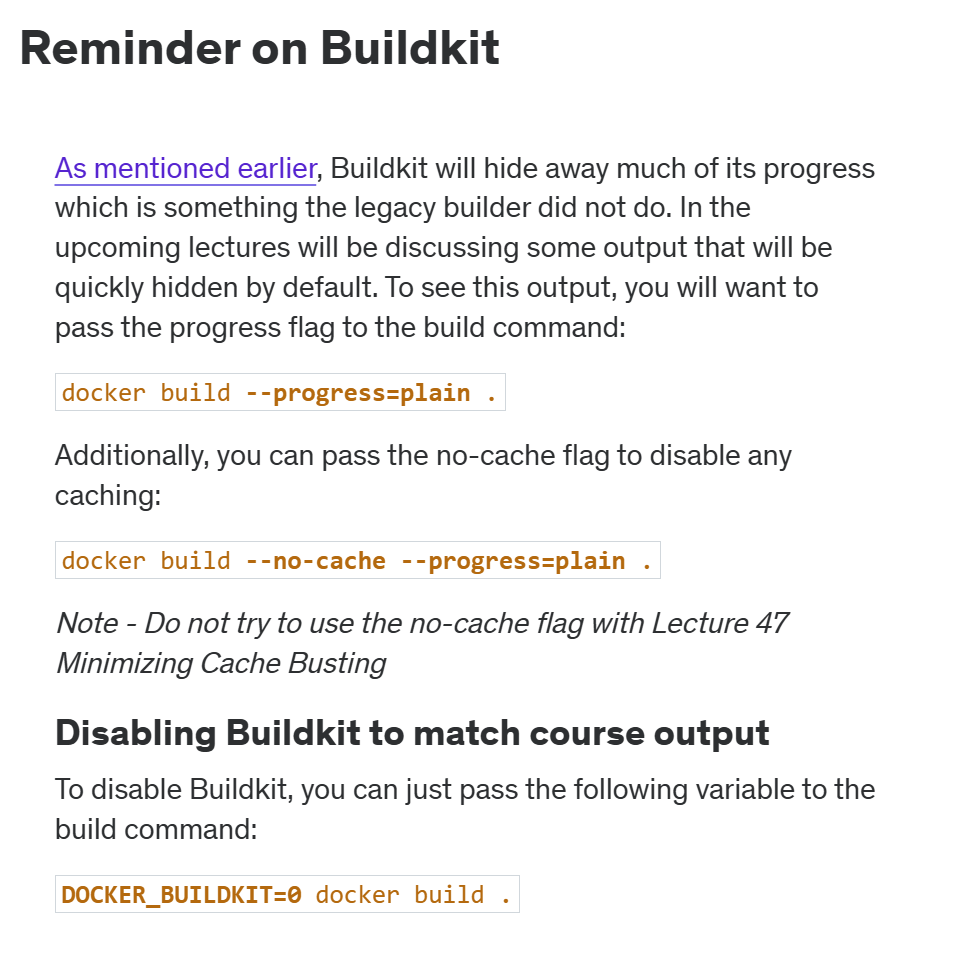 Reminder on Buildkit
As mentioned earlier, Buildkit will hide away much of its progress
which is something the legacy builder did not do. In the
upcoming lectures will be discussing some output that will be
quickly hidden by default. To see this output, you will want to
pass the progress flag to the build command:
docker build --progress=plain .
Additionally, you can pass the no-cache flag to disable any
caching:
docker build --no-cache --progress=plain .
Note - Do not try to use the no-cache flag with Lecture 47
Minimizing Cache Busting
Disabling Buildkit to match course output
To disable Buildkit, you can just pass the following variable to the
build command:
DOCKER_BUILDKIT=0 docker build .